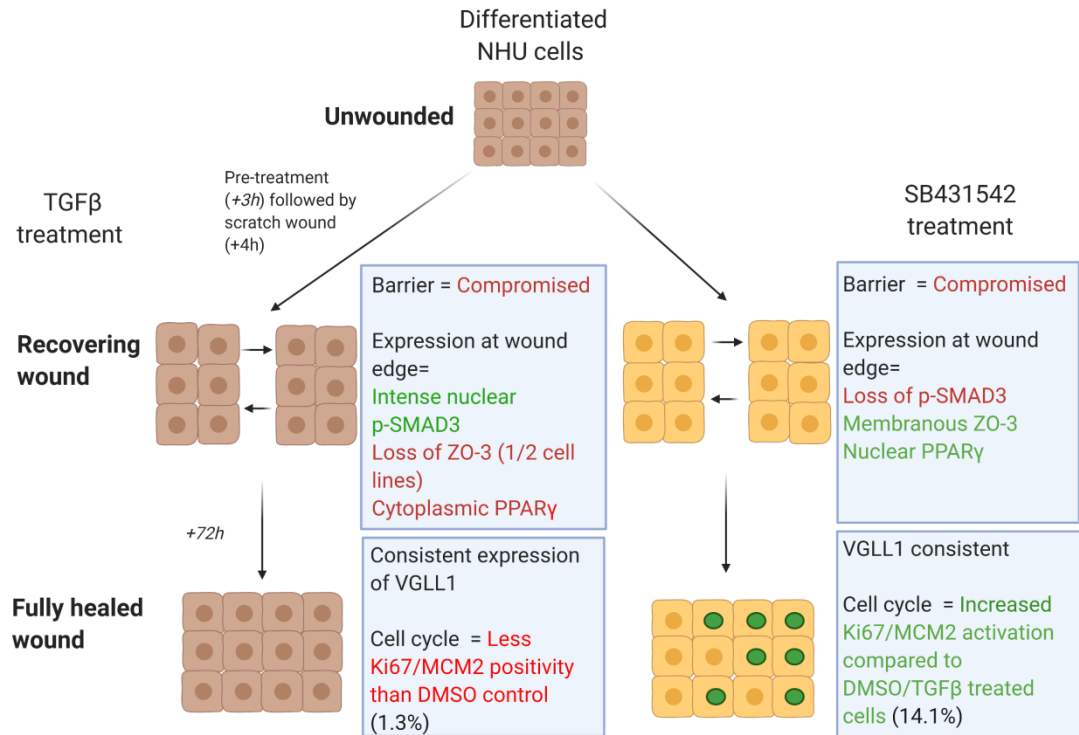 Differentiated
NHU cells
Unwounded
Pre-treatment
(+3h) followed by
scratch wound
(+4h)
TGFβ
treatment
SB431542
treatment
Recovering
wound
Barrier = Compromised
Expression at wound
edge=
Intense nuclear
p-SMAD3
Loss of ZO-3 (1/2 cell
lines)
Cytoplasmic PPARγ
Barrier = Compromised
Expression at wound
edge=
Loss of p-SMAD3
Membranous ZO-3
Nuclear PPARγ
+72h
Fully healed
wound
Consistent expression
of VGLL1
Cell cycle = Less
Ki67/MCM2 positivity
than DMSO control
(1.3%)
VGLL1 consistent
Cell cycle = Increased
Ki67/MCM2 activation
compared to
DMSO/TGFβ treated
cells (14.1%)